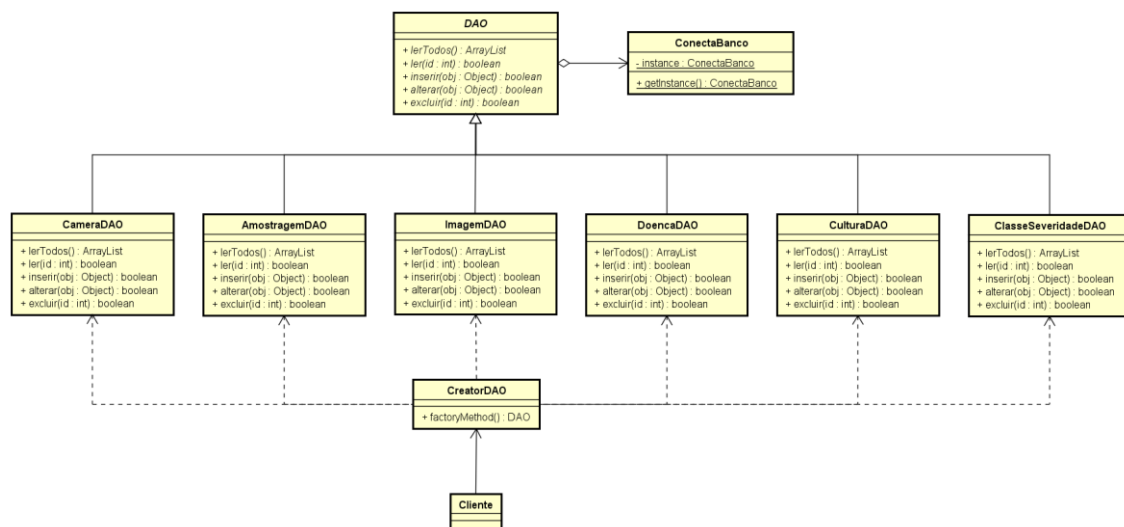 DAO
+ lerTodos() : ArrayList
+ ler(id : int) : boolean
+ inserir(obj : Object) : boolean
+ alterar(obj : Object) : boolean
+ excluir(id : int) : boolean
ConectaBanco
- instance : ConectaBanco
+ getInstance() : ConectaBanco
CameraDAO
+ lerTodos() : ArrayList
+ ler(id : int) : boolean
+ inserir(obj : Object) : boolean
+ alterar(obj : Object) : boolean
+ excluir(id : int) : boolean
AmostragemDAO
+ lerTodos() : ArrayList
+ ler(id : int) : boolean
+ inserir(obj : Object) : boolean
+ alterar(obj : Object) : boolean
+ excluir(id : int) : boolean
ImagemDAO
+ lerTodos() : ArrayList
+ ler(id : int) : boolean
+ inserir(obj : Object) : boolean
+ alterar(obj : Object) : boolean
+ excluir(id : int) : boolean
DoencaDAO
+ lerTodos() : ArrayList
+ ler(id : int) : boolean
+ inserir(obj : Object) : boolean
+ alterar(obj : Object) : boolean
+ excluir(id : int) : boolean
CulturaDAO
+ lerTodos() : ArrayList
+ ler(id : int) : boolean
+ inserir(obj : Object) : boolean
+ alterar(obj : Object) : boolean
+ excluir(id : int) : boolean
ClasseSeveridadeDAO
+ lerTodos() : ArrayList
+ ler(id : int) : boolean
+ inserir(obj : Object) : boolean
+ alterar(obj : Object) : boolean
+ excluir(id : int) : boolean
CreatorDAO
+ factoryMethod() : DAO
Cliente